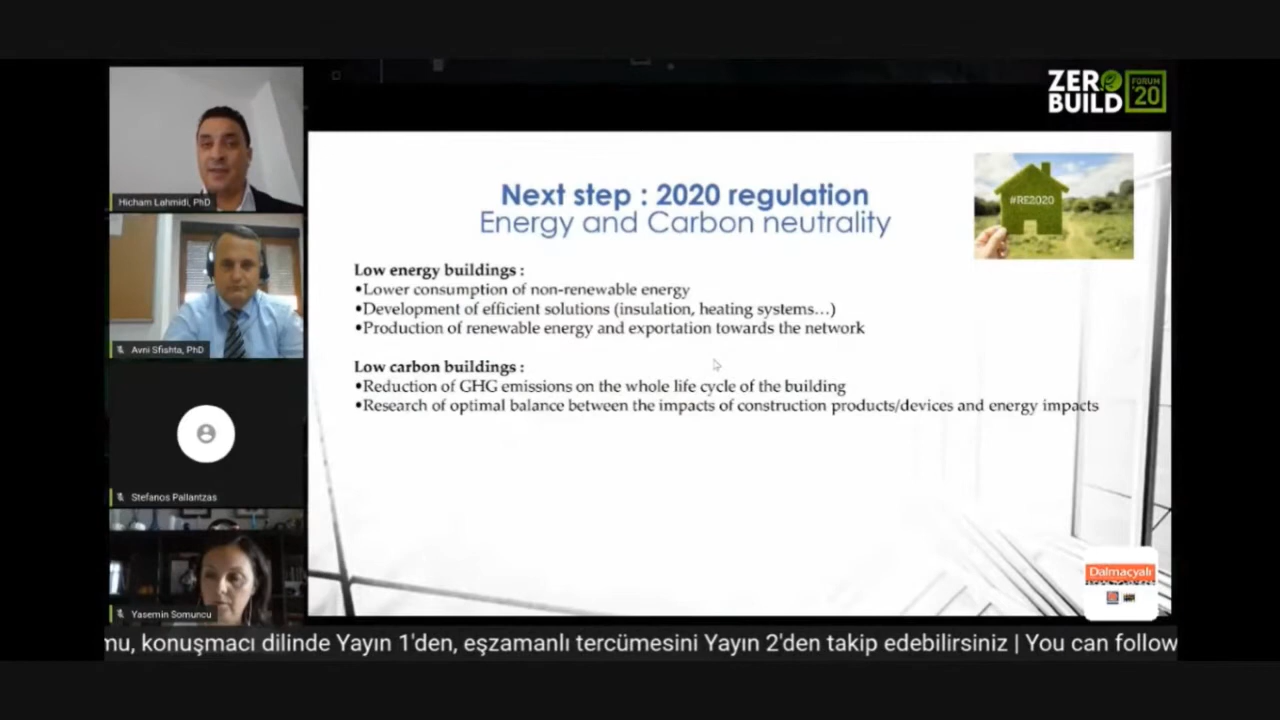 ZERO BUILD FORUM '20
Hicham Lahmidi, PhD
Avni Sfishta, PhD
Stefanos Pallantzas
Yasemin Somuncu
Next step : 2020 regulation
Energy and Carbon neutrality
#RE2020
Low energy buildings :
•Lower consumption of non-renewable energy
•Development of efficient solutions (insulation, heating systems…)
•Production of renewable energy and exportation towards the network
Low carbon buildings :
•Reduction of GHG emissions on the whole life cycle of the building
•Research of optimal balance between the impacts of construction products/devices and energy impacts
Dalmaçyalı
mu, konuşmacı dilinde Yayın 1'den, eşzamanlı tercümesini Yayın 2'den takip edebilirsiniz | You can follow